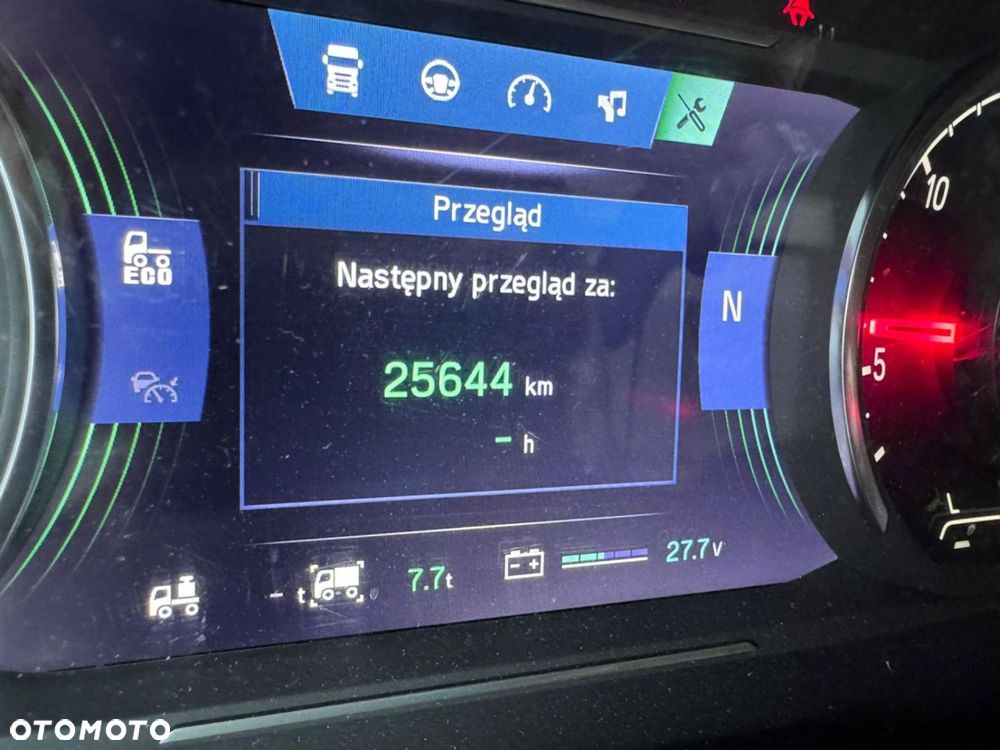 Przegląd
Następny przegląd za:
ECO
N
10
25644 km
5
- h
- t
7.7t
- +
27.7V
OTOMOTO